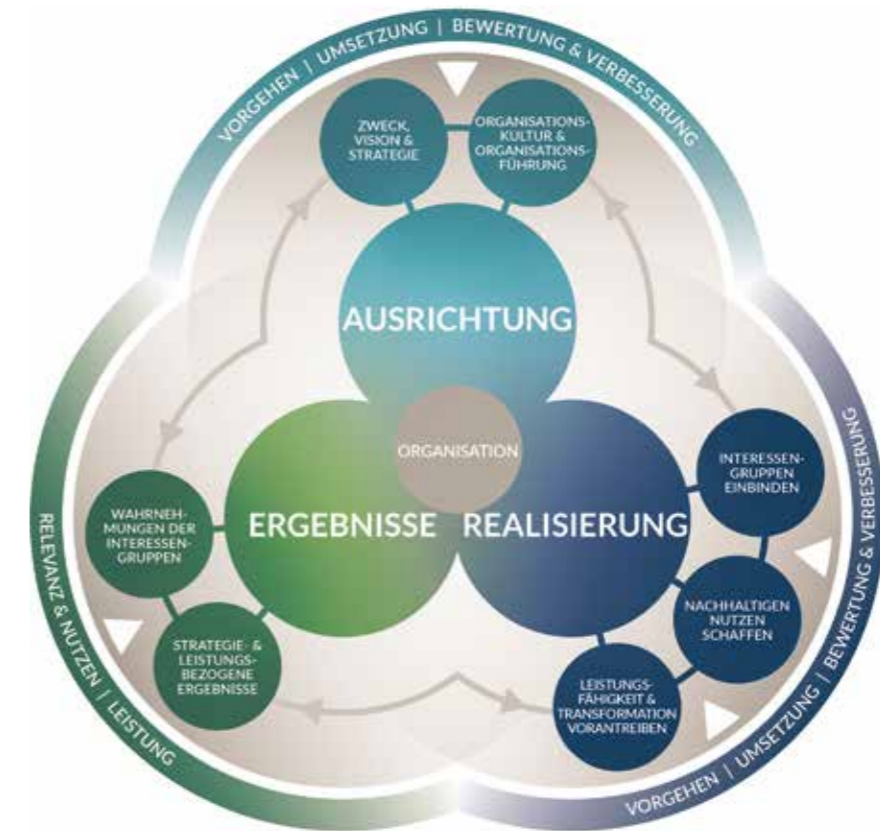 VORGEHEN | UMSETZUNG | BEWERTUNG & VERBESSERUNG
ZWECK,
VISION &
STRATEGIE
ORGANISATIONS-
KULTUR &
ORGANISATIONS-
FÜHRUNG
AUSRICHTUNG
ORGANISATION
ERGEBNISSE
REALISIERUNG
INTERESSEN-
GRUPPEN
EINBINDEN
NACHHALTIGEN
NUTZEN
SCHAFFEN
LEISTUNGS-
FÄHIGKEIT &
TRANSFORMATION
VORANTREIBEN
VORGEHEN | UMSETZUNG | BEWERTUNG & VERBESSERUNG
WAHRNEH-
MUNGEN DER
INTERESSEN-
GRUPPEN
STRATEGIE- &
LEISTUNGS-
BEZOGENE
ERGEBNISSE
RELEVANZ & NUTZEN | LEISTUNG